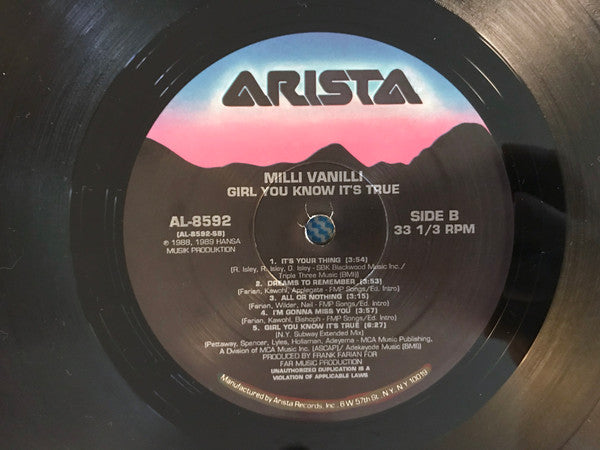 ARISTA
MILLI VANILLI
GIRL YOU KNOW IT'S TRUE
AL-8592
[AL-8592-SB]
℗ 1988, 1989 HANSA
MUSIK PRODUKTION
SIDE B
33 1/3 RPM
1. IT'S YOUR THING (3:54)
(R. Isley, R. Isley, O. Isley - SBK Blackwood Music Inc./
Triple Three Music (BMI))
2. DREAMS TO REMEMBER (3:53)
(Farian, Kawohl, Applegate - FMP Songs/Ed. Intro)
3. ALL OR NOTHING (3:15)
(Farian, Wilder, Nail - FMP Songs/Ed. Intro)
4. I'M GONNA MISS YOU (3:57)
(Farian, Kawohl, Bishoph - FMP Songs/Ed. Intro)
5. GIRL YOU KNOW IT'S TRUE (8:27)
(N.Y. Subway Extended Mix)
(Pettaway, Spencer, Lyles, Hollaman, Adeyemo - MCA Music Publishing,
A Division of MCA Music Inc. (ASCAP)/ Adekayode Music (BMI))
PRODUCED BY FRANK FARIAN FOR
FAR MUSIC PRODUCTION
UNAUTHORIZED DUPLICATION IS A
VIOLATION OF APPLICABLE LAWS
Manufactured by Arista Records, Inc. 6 W 57th St., N.Y., N.Y. 10019